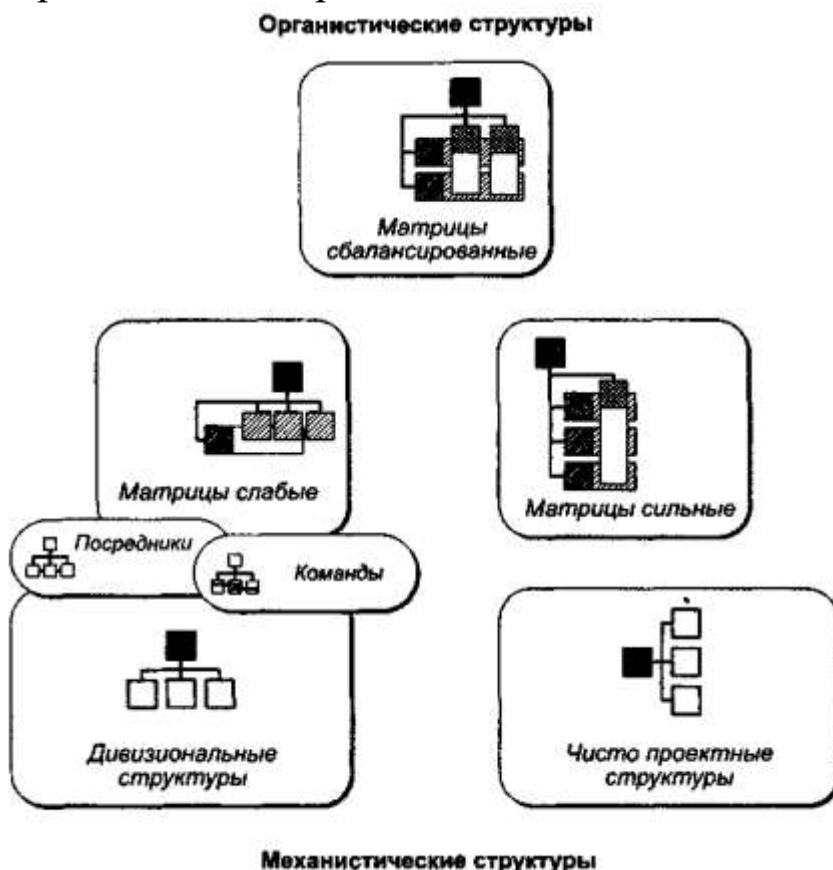 Органистические структуры
Матрицы
сбалансированные
Матрицы слабые
Матрицы сильные
Посредники
Команды
Дивизиональные
структуры
Чисто проектные
структуры
Механистические структуры